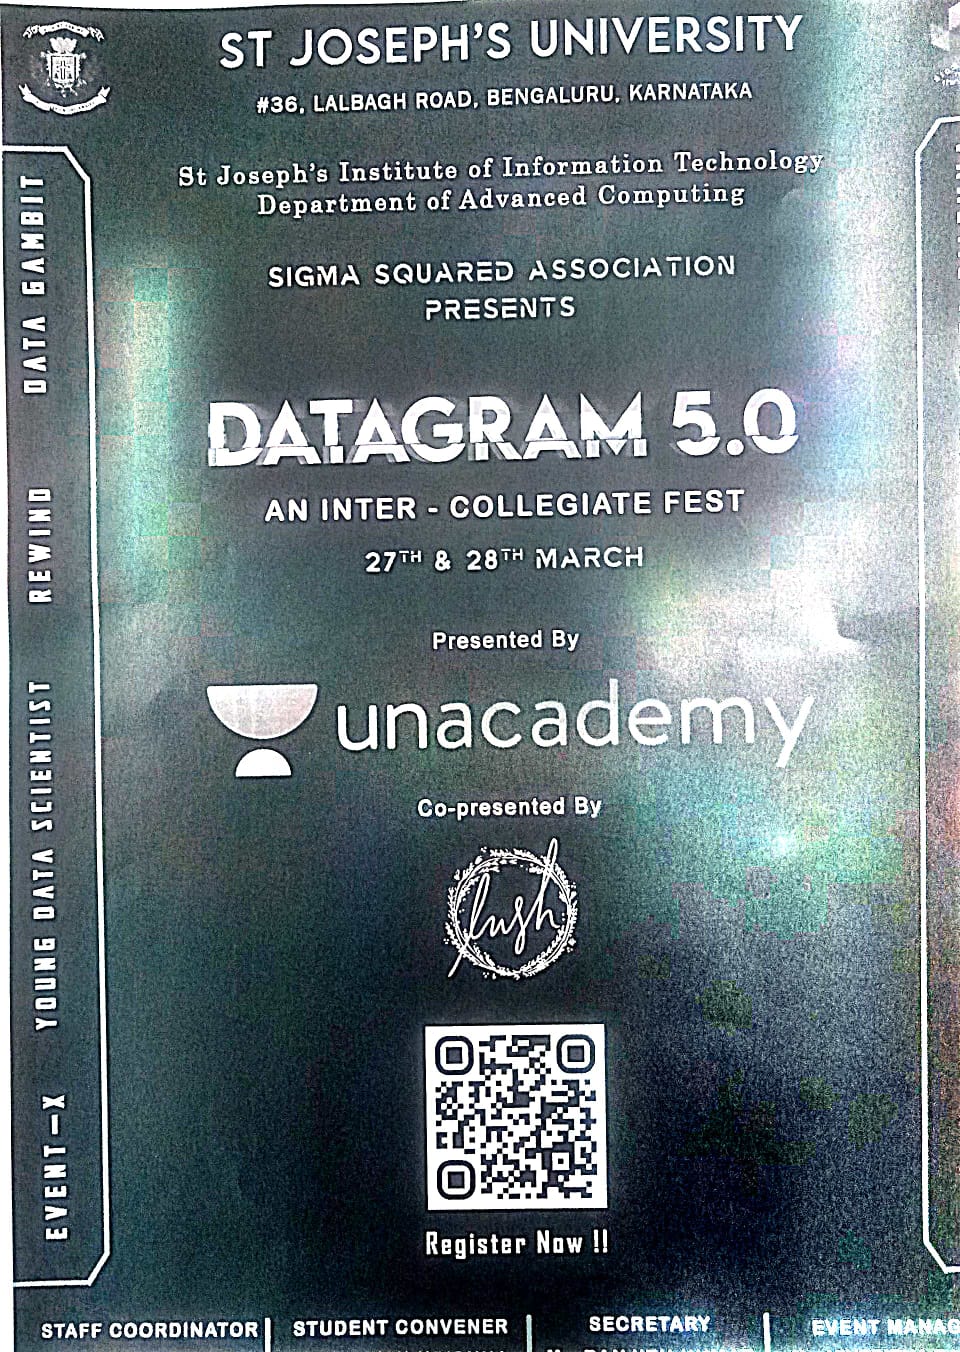 ST JOSEPH'S UNIVERSITY
#36, LALBAGH ROAD, BENGALURU, KARNATAKA
St Joseph's Institute of Information Technology
Department of Advanced Computing
SIGMA SQUARED ASSOCIATION
PRESENTS
DATAGRAM 5.0
AN INTER - COLLEGIATE FEST
27TH & 28TH MARCH
Presented By
unacademy
Co-presented By
lush
Register Now !!
DATA GAMBIT
REWIND
YOUNG DATA SCIENTIST
EVENT-X
STAFF COORDINATOR
STUDENT CONVENER
SECRETARY
EVENT